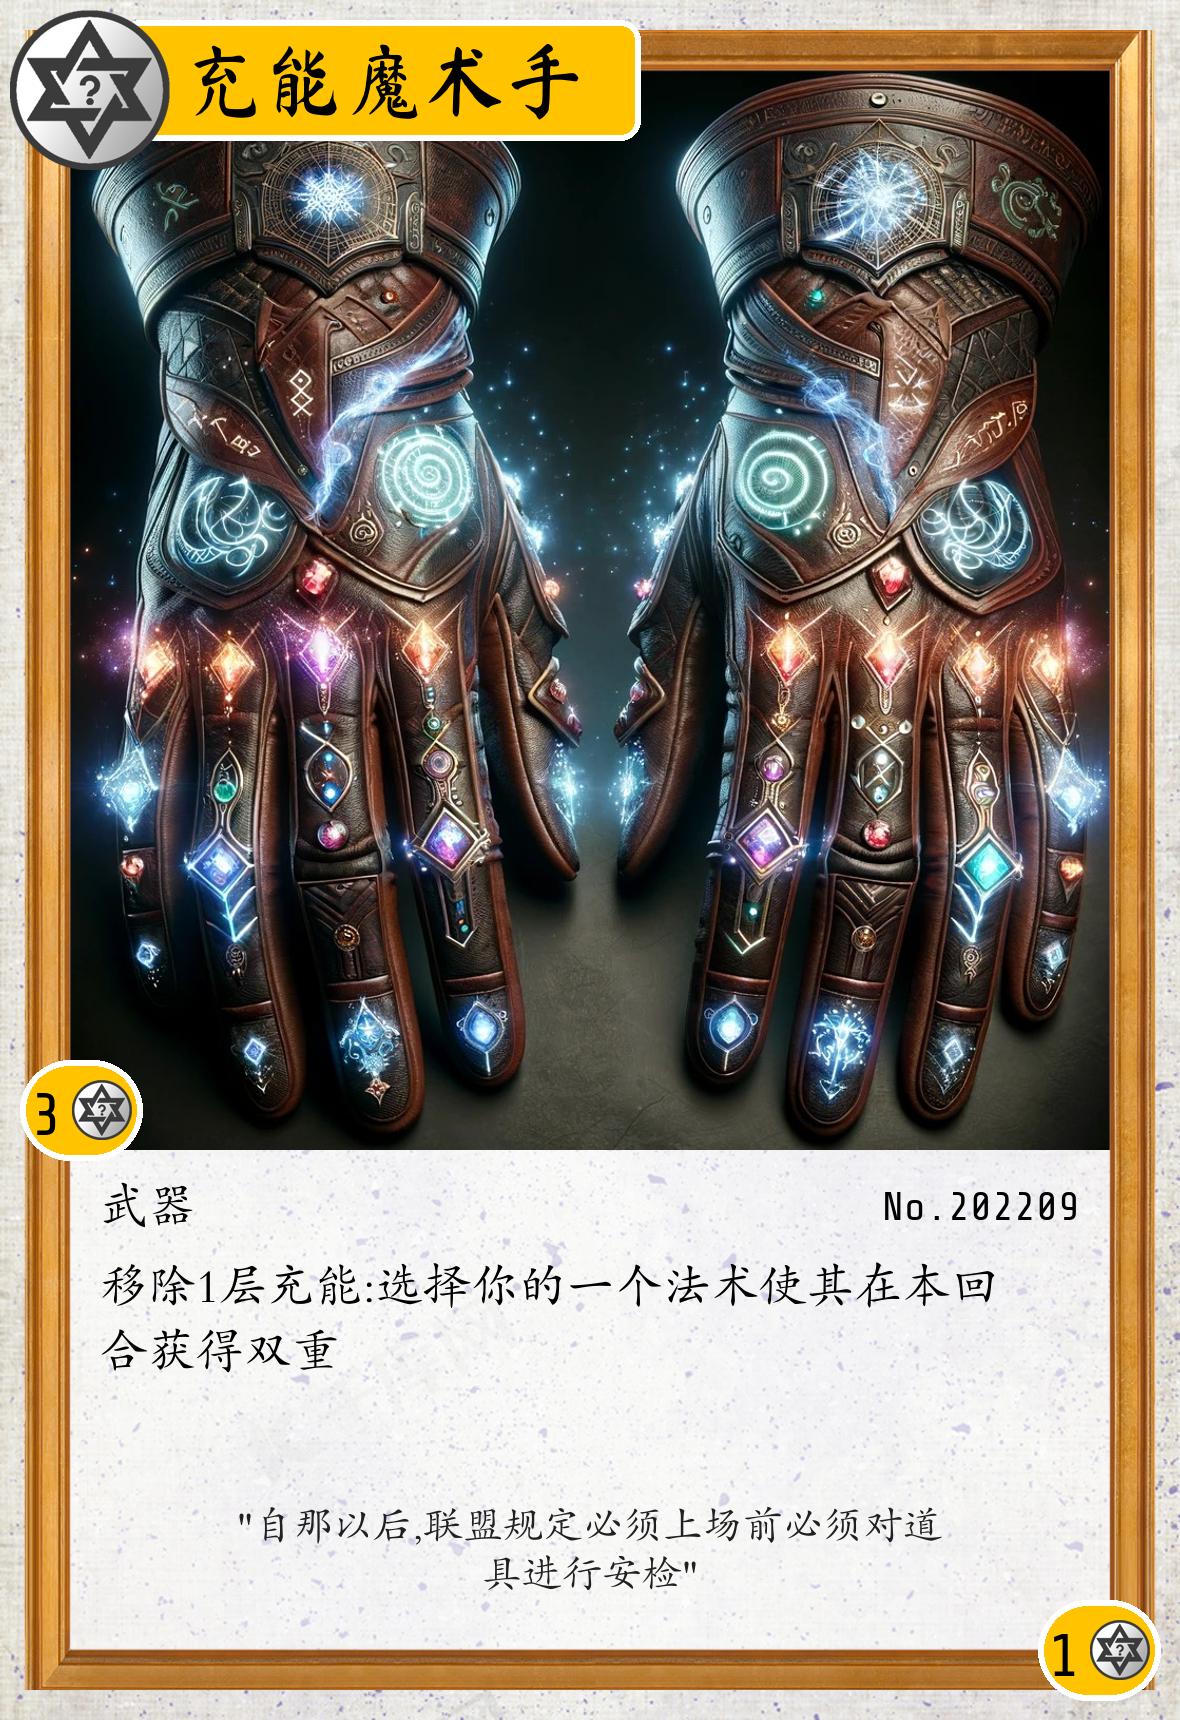 ?
充能魔术手
3 ?
武器
No.202209
移除1层充能:选择你的一个法术使其在本回
合获得双重
"自那以后,联盟规定必须上场前必须对道
具进行安检"
1 ?